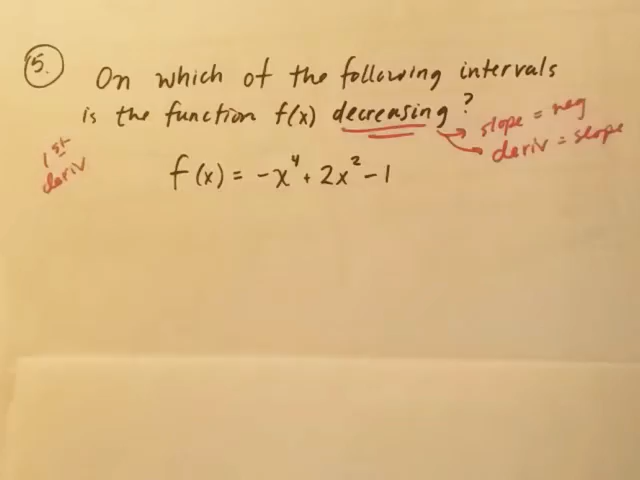 15.
On which of the following intervals
is the function f(x) decreasing?
slope = neg
deriv = slope
1st
deriv
f(x) = -x⁴ + 2x² - 1